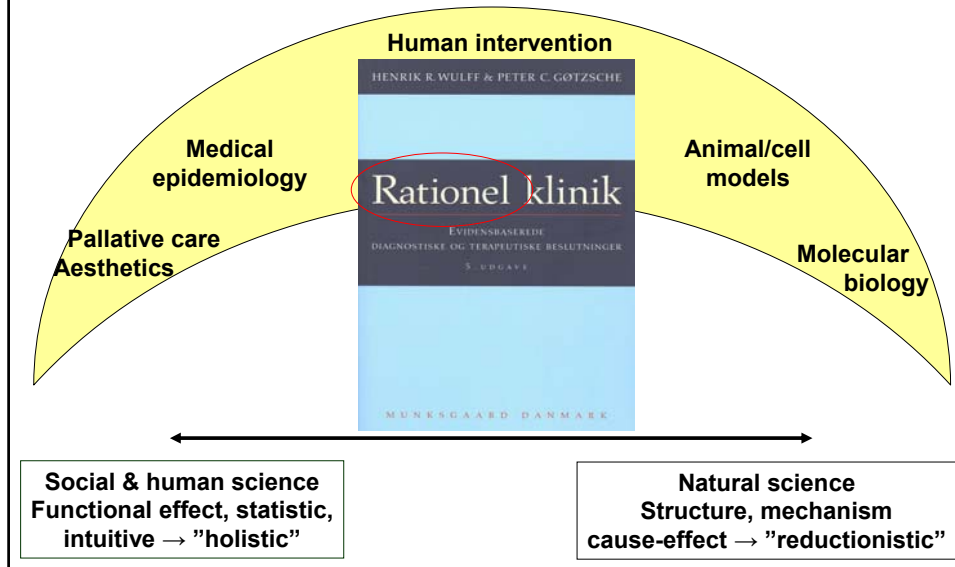 Human intervention
HENRIK R. WULFF & PETER C. GØTZSCHE
Medical
epidemiology
Animal/cell
models
Rationel klinik
EVIDENSBASEREDE
DIAGNOSTISKE OG TERAPEUTISKE BESLUTNINGER
5. UDGAVE
Pallative care
Aesthetics
Molecular
biology
MUNKSGAARD DANMARK
Social & human science
Functional effect, statistic,
intuitive → ”holistic”
Natural science
Structure, mechanism
cause-effect → ”reductionistic”